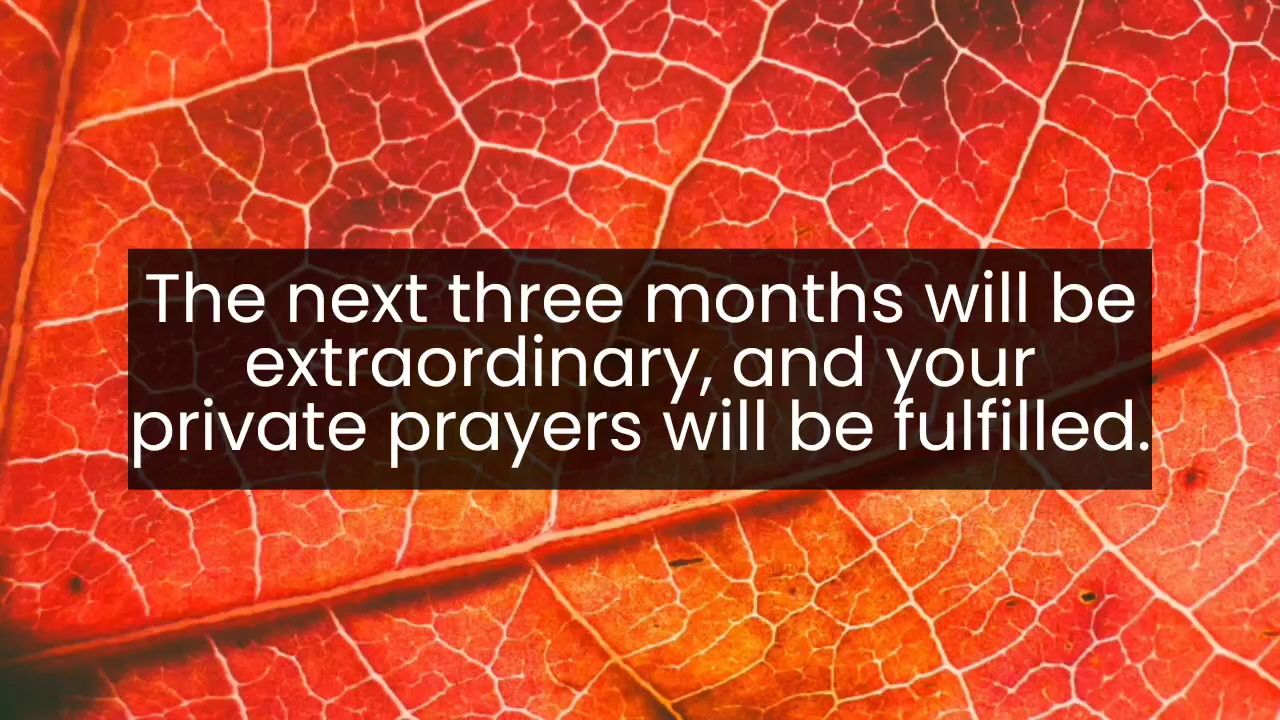 The next three months will be
extraordinary, and your
private prayers will be fulfilled.